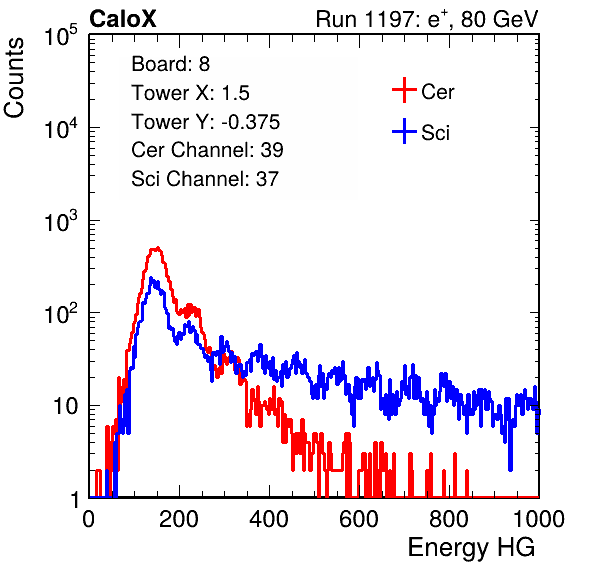 CaloX Run 1197: e⁺, 80 GeV
Counts
Board: 8
Tower X: 1.5
Tower Y: -0.375
Cer Channel: 39
Sci Channel: 37
Cer
Sci
10⁵
10⁴
10³
10²
10
1
0 200 400 600 800 1000
Energy HG